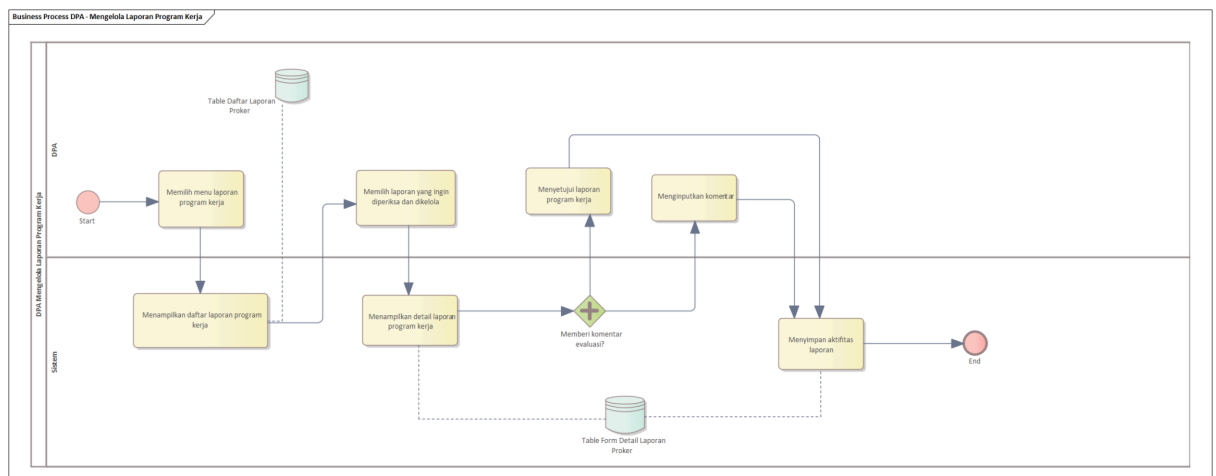 Business Process DPA - Mengelola Laporan Program Kerja
DPA Mengelola Laporan Program Kerja
DPA
Sistem
Table Daftar Laporan
Proker
Start
Memilih menu laporan
program kerja
Memilih laporan yang ingin
diperiksa dan dikelola
Menyetujui laporan
program kerja
Menginputkan komentar
Menampilkan daftar laporan program
kerja
Menampilkan detail laporan
program kerja
Memberi komentar
evaluasi?
Menyimpan aktifitas
laporan
End
Table Form Detail Laporan
Proker